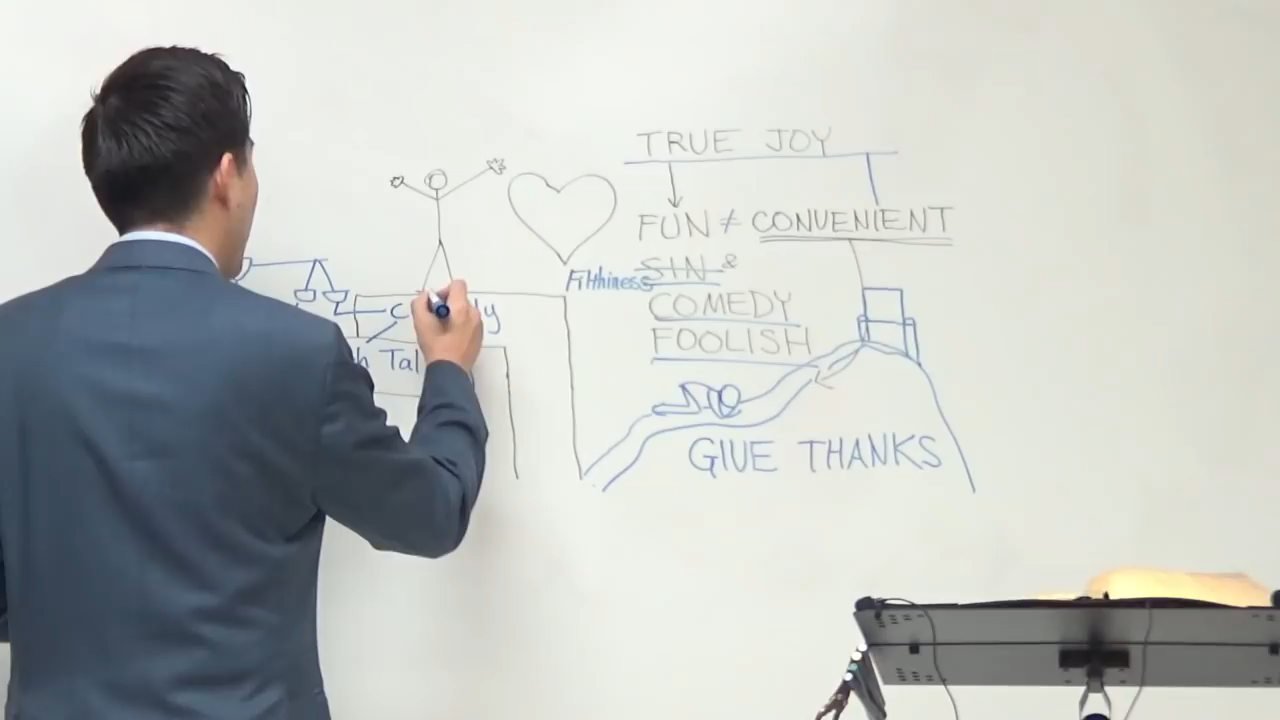 TRUE JOY
FUN ≠ CONVENIENT
Filthiness SIN &
COMEDY
FOOLISH
GIVE THANKS